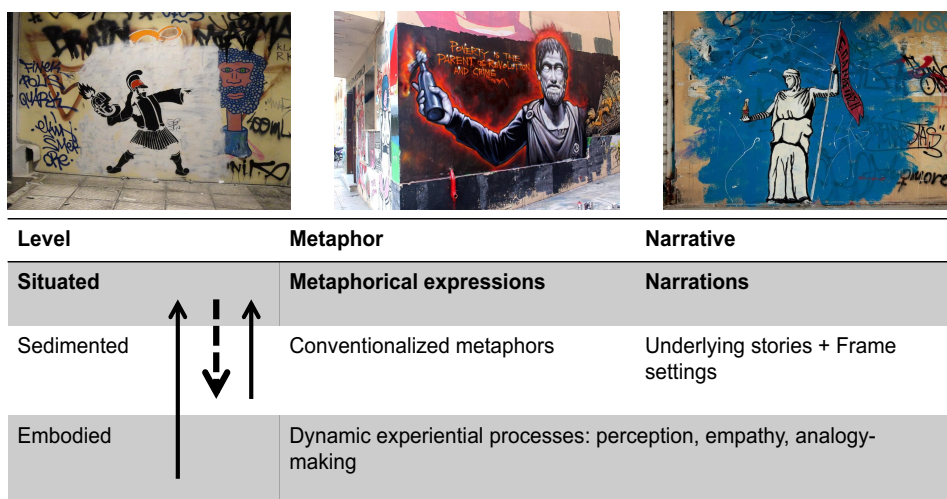 POVERTY IS THE
PARENT OF REVOLUTION
AND CRIME
Level Metaphor Narrative
Situated Metaphorical expressions Narrations
Sedimented Conventionalized metaphors Underlying stories + Frame
settings
Embodied Dynamic experiential processes: perception, empathy, analogy-
making